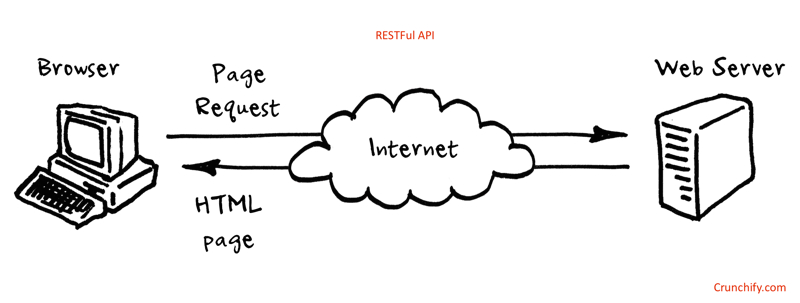 RESTFul API
Browser
Page
Request
Internet
Web Server
HTML
page
Crunchify.com